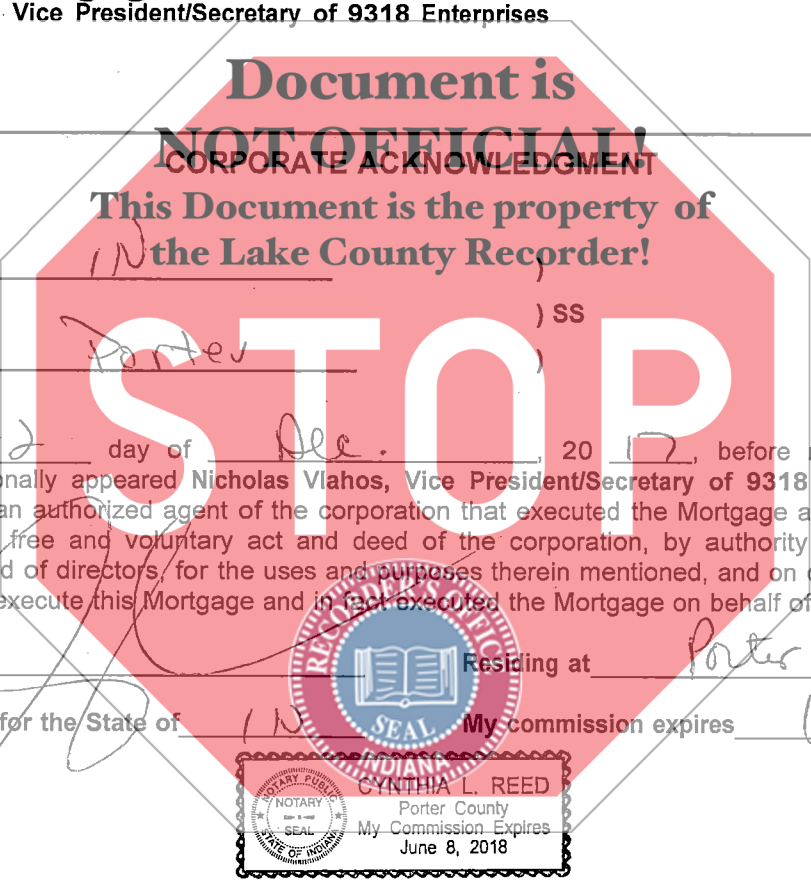 Vice President/Secretary of 9318 Enterprises
Document is
NOT OFFICIAL!
CORPORATE ACKNOWLEDGMENT
This Document is the property of
the Lake County Recorder!
IN )
) SS
Porter )
STOP
2 day of Dec. , 20 17, before
onally appeared Nicholas Vlahos, Vice President/Secretary of 9318
an authorized agent of the corporation that executed the Mortgage a
free and voluntary act and deed of the corporation, by authority
d of directors, for the uses and purposes therein mentioned, and on
execute this Mortgage and in fact executed the Mortgage on behalf of
RECORDER'S OFFIC
SEAL
INDIANA
Residing at Porter
for the State of IN My commission expires
NOTARY PUBLIC
NOTARY
SEAL
STATE OF INDIANA
CYNTHIA L. REED
Porter County
My Commission Expires
June 8, 2018